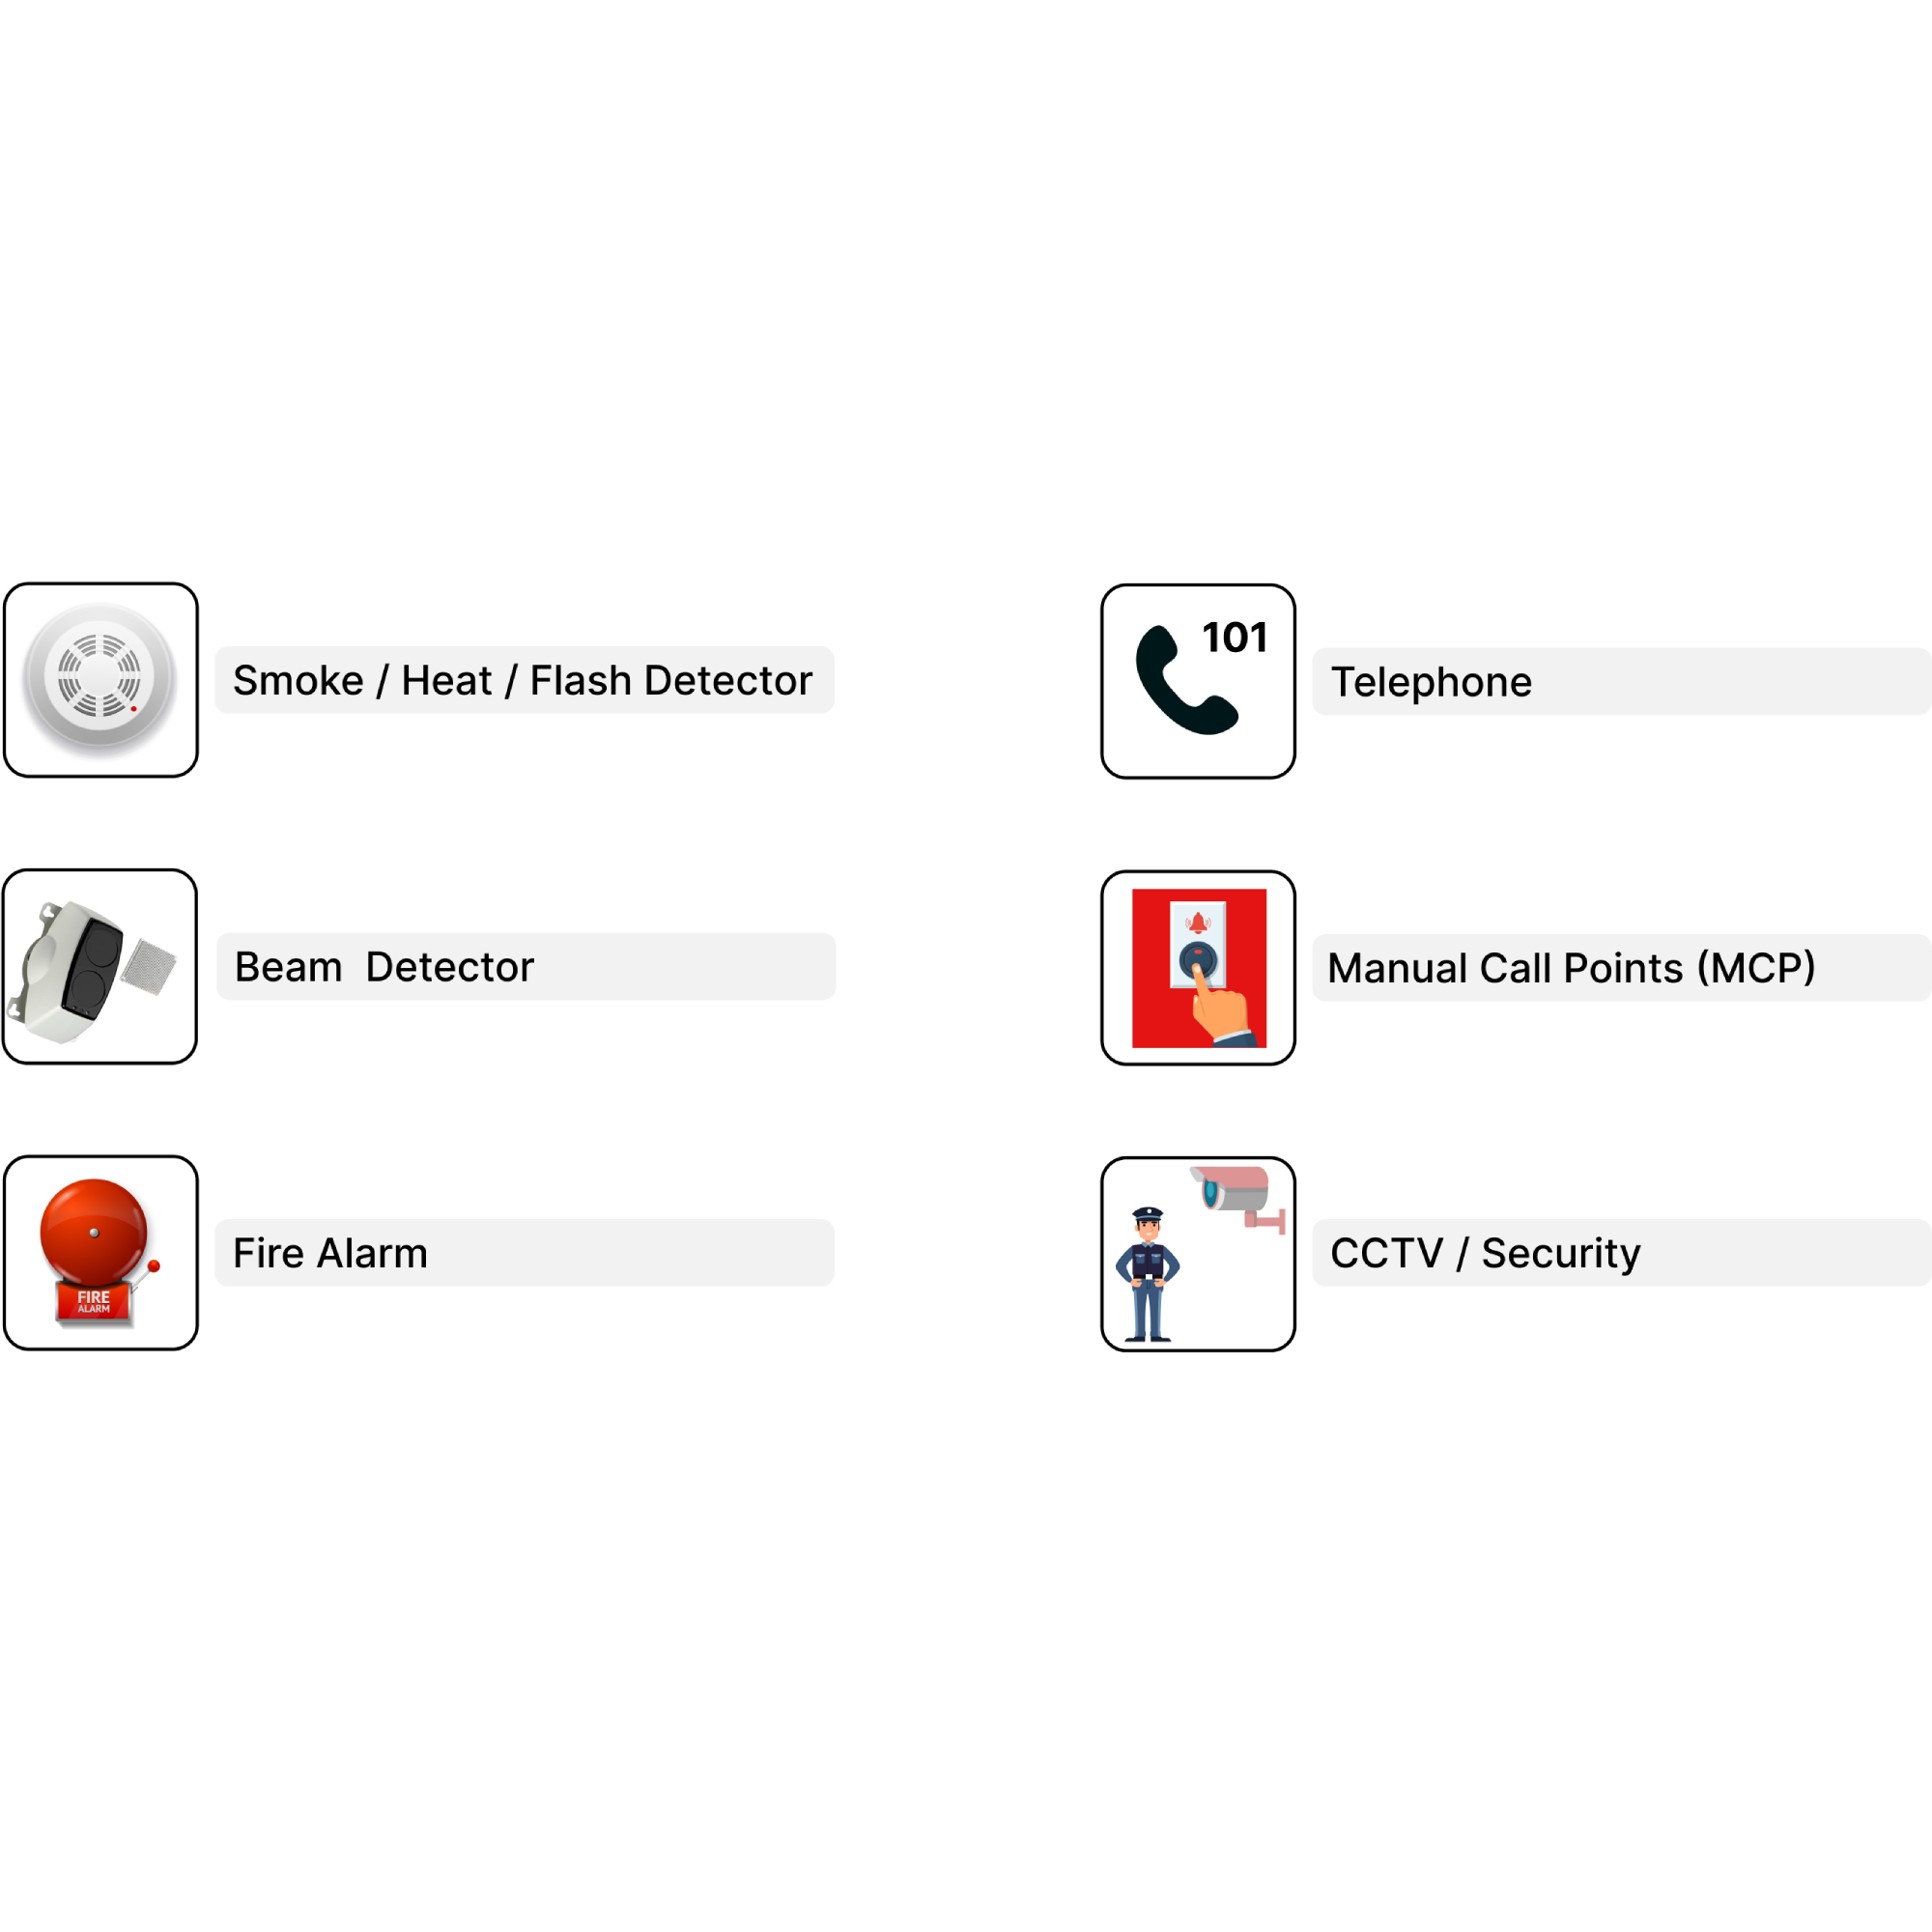 Smoke / Heat / Flash Detector
101
Telephone
Beam  Detector
Manual Call Points (MCP)
FIRE
ALARM
Fire Alarm
CCTV / Security